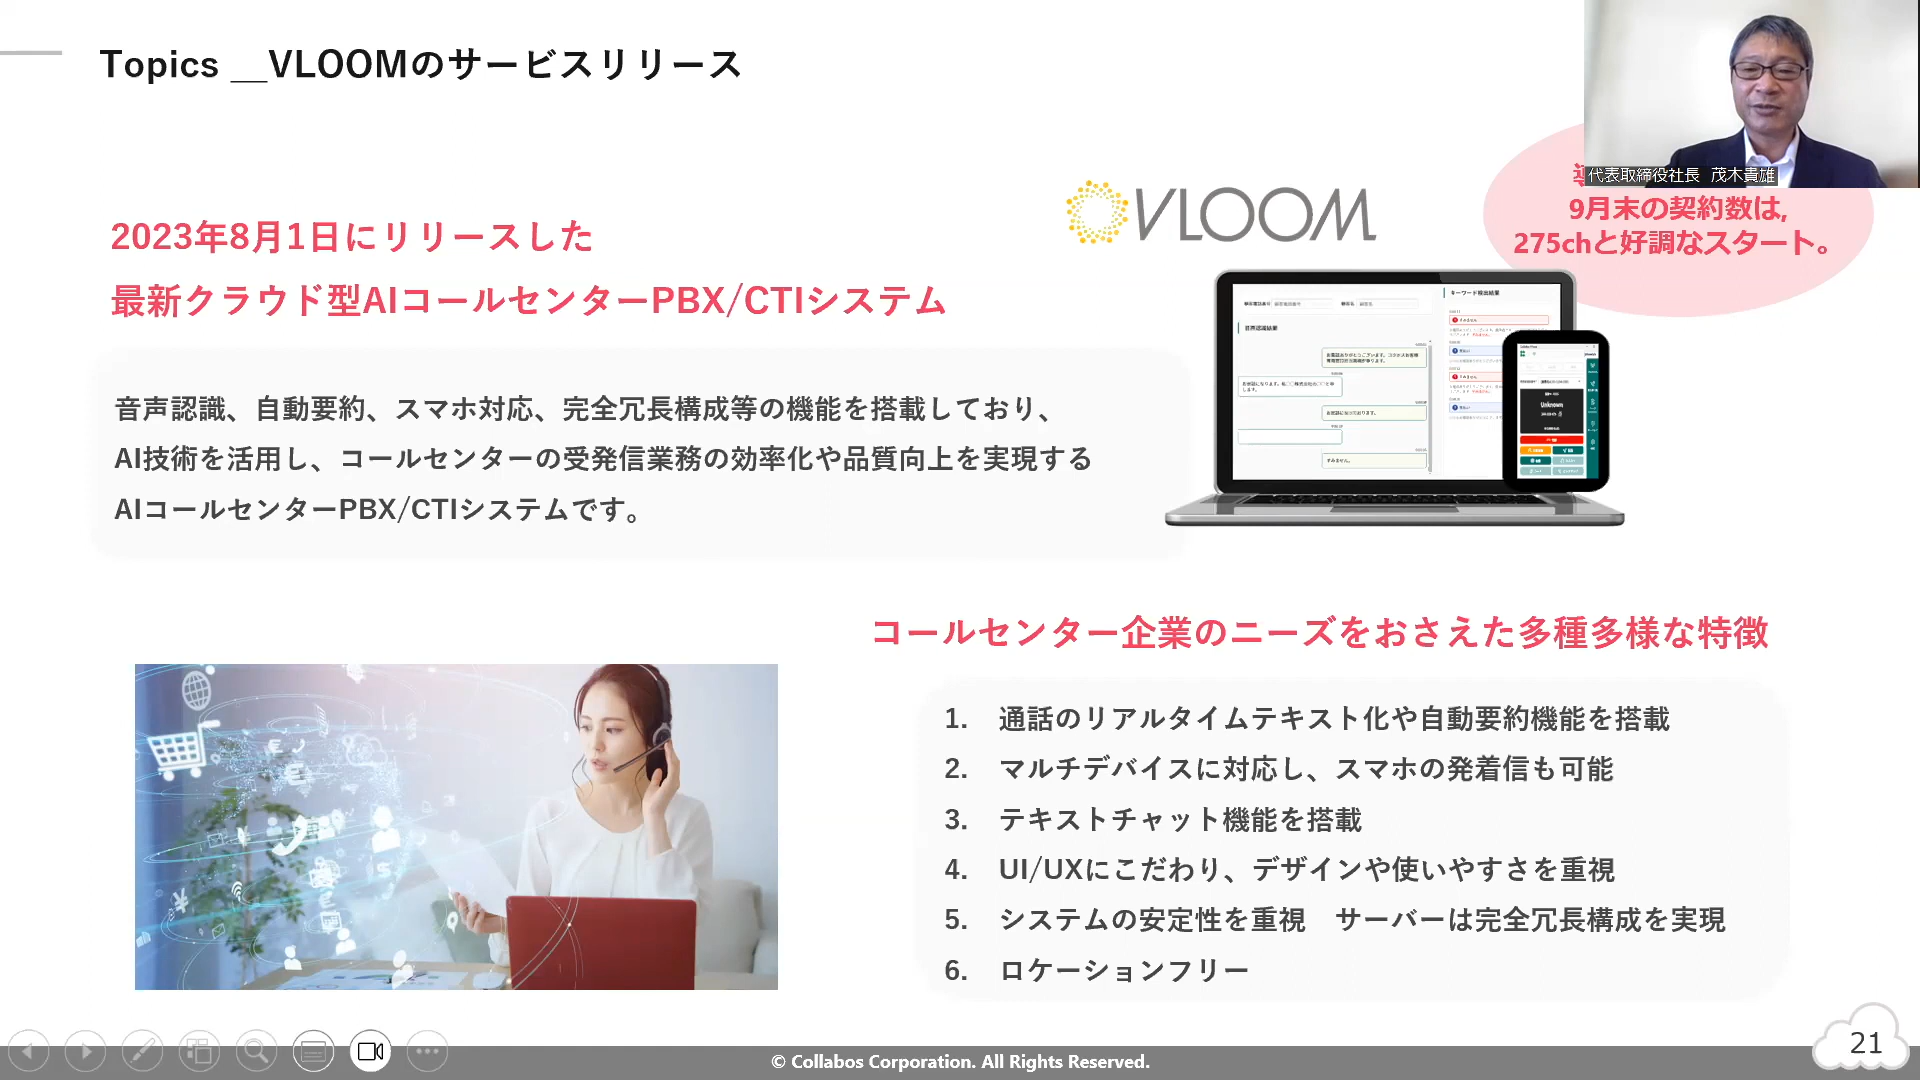 Topics __VLOOMのサービスリリース
代表取締役社長 茂木貴雄
9月末の契約数は,
275chと好調なスタート。
VLOOM
2023年8月1日にリリースした
最新クラウド型AIコールセンターPBX/CTIシステム
音声認識、自動要約、スマホ対応、完全冗長構成等の機能を搭載しており、
AI技術を活用し、コールセンターの受発信業務の効率化や品質向上を実現する
AIコールセンターPBX/CTIシステムです。
キーワード検出結果
音声認識結果
Unknown
コールセンター企業のニーズをおさえた多種多様な特徴
1. 通話のリアルタイムテキスト化や自動要約機能を搭載
2. マルチデバイスに対応し、スマホの発着信も可能
3. テキストチャット機能を搭載
4. UI/UXにこだわり、デザインや使いやすさを重視
5. システムの安定性を重視 サーバーは完全冗長構成を実現
6. ロケーションフリー
© Collabos Corporation. All Rights Reserved.
21